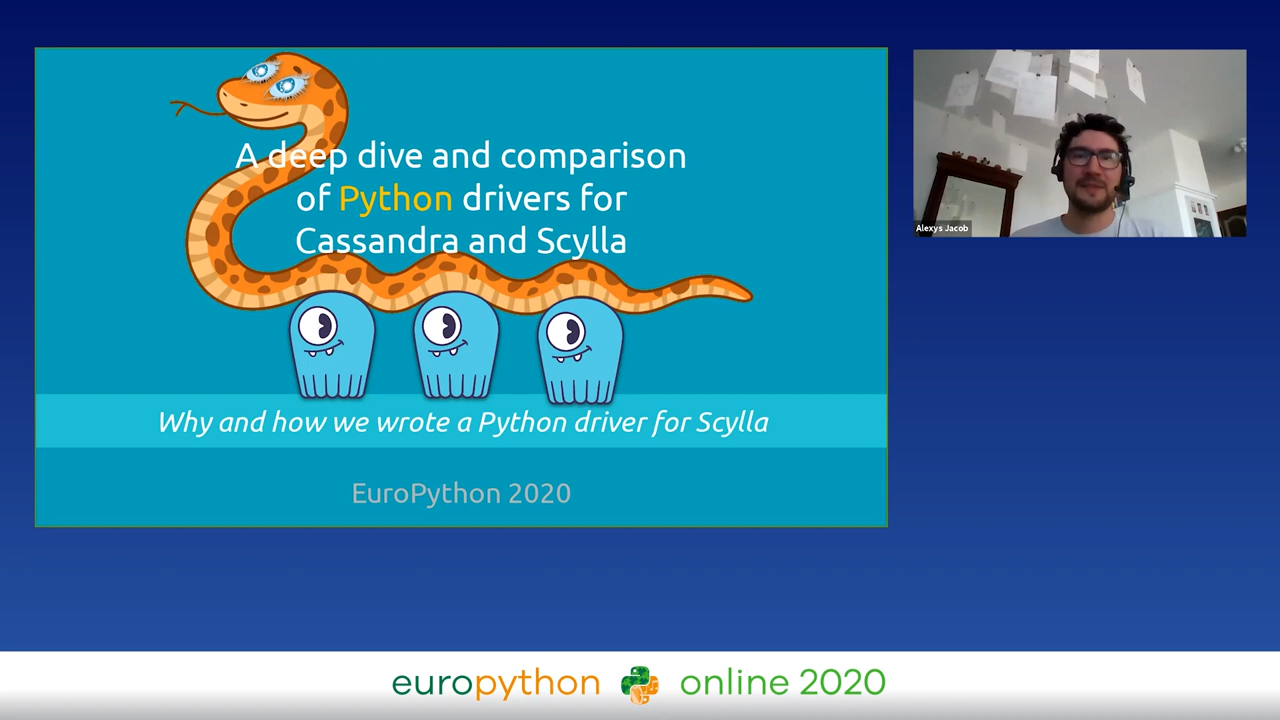 A deep dive and comparison
of Python drivers for
Cassandra and Scylla
Why and how we wrote a Python driver for Scylla
EuroPython 2020
Alexys Jacob
europython online 2020